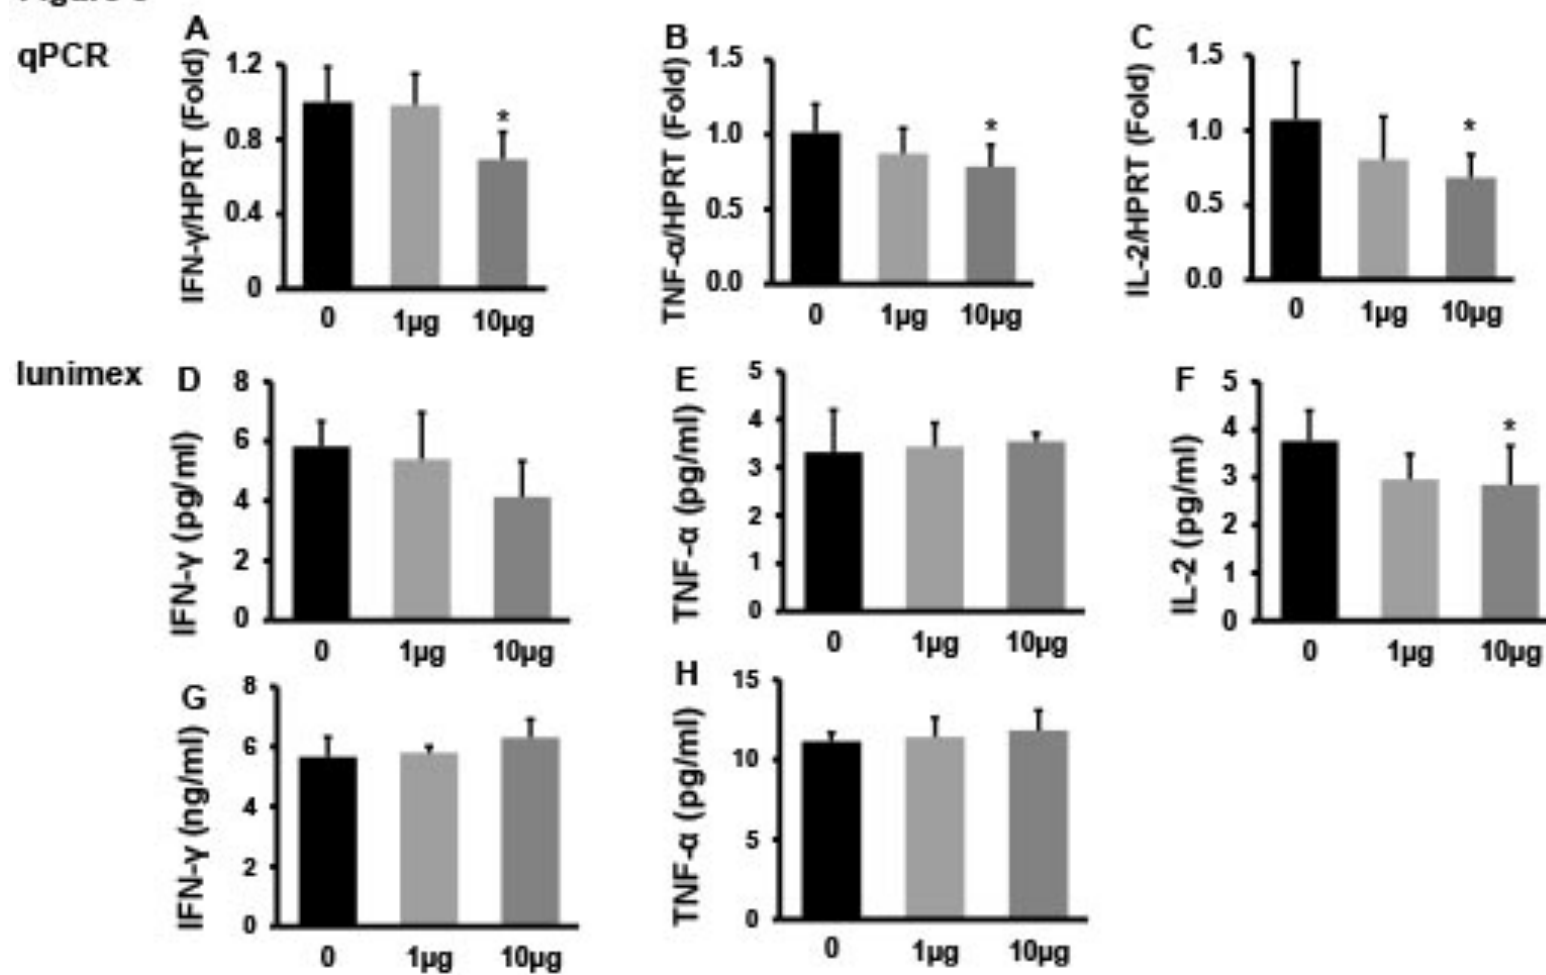 qPCR
A
IFN-γ/HPRT (Fold)
1.2
0.8
0.4
0
0 1µg 10µg
*
B
TNF-α/HPRT (Fold)
1.5
1.0
0.5
0.0
0 1µg 10µg
*
C
IL-2/HPRT (Fold)
1.5
1.0
0.5
0.0
0 1µg 10µg
*
lunimex
D
IFN-γ (pg/ml)
8
6
4
2
0
0 1µg 10µg
E
TNF-α (pg/ml)
5
4
3
2
1
0
0 1µg 10µg
F
IL-2 (pg/ml)
5
4
3
2
1
0
0 1µg 10µg
*
G
IFN-γ (ng/ml)
8
6
4
2
0
0 1µg 10µg
H
TNF-α (pg/ml)
15
10
5
0
0 1µg 10µg